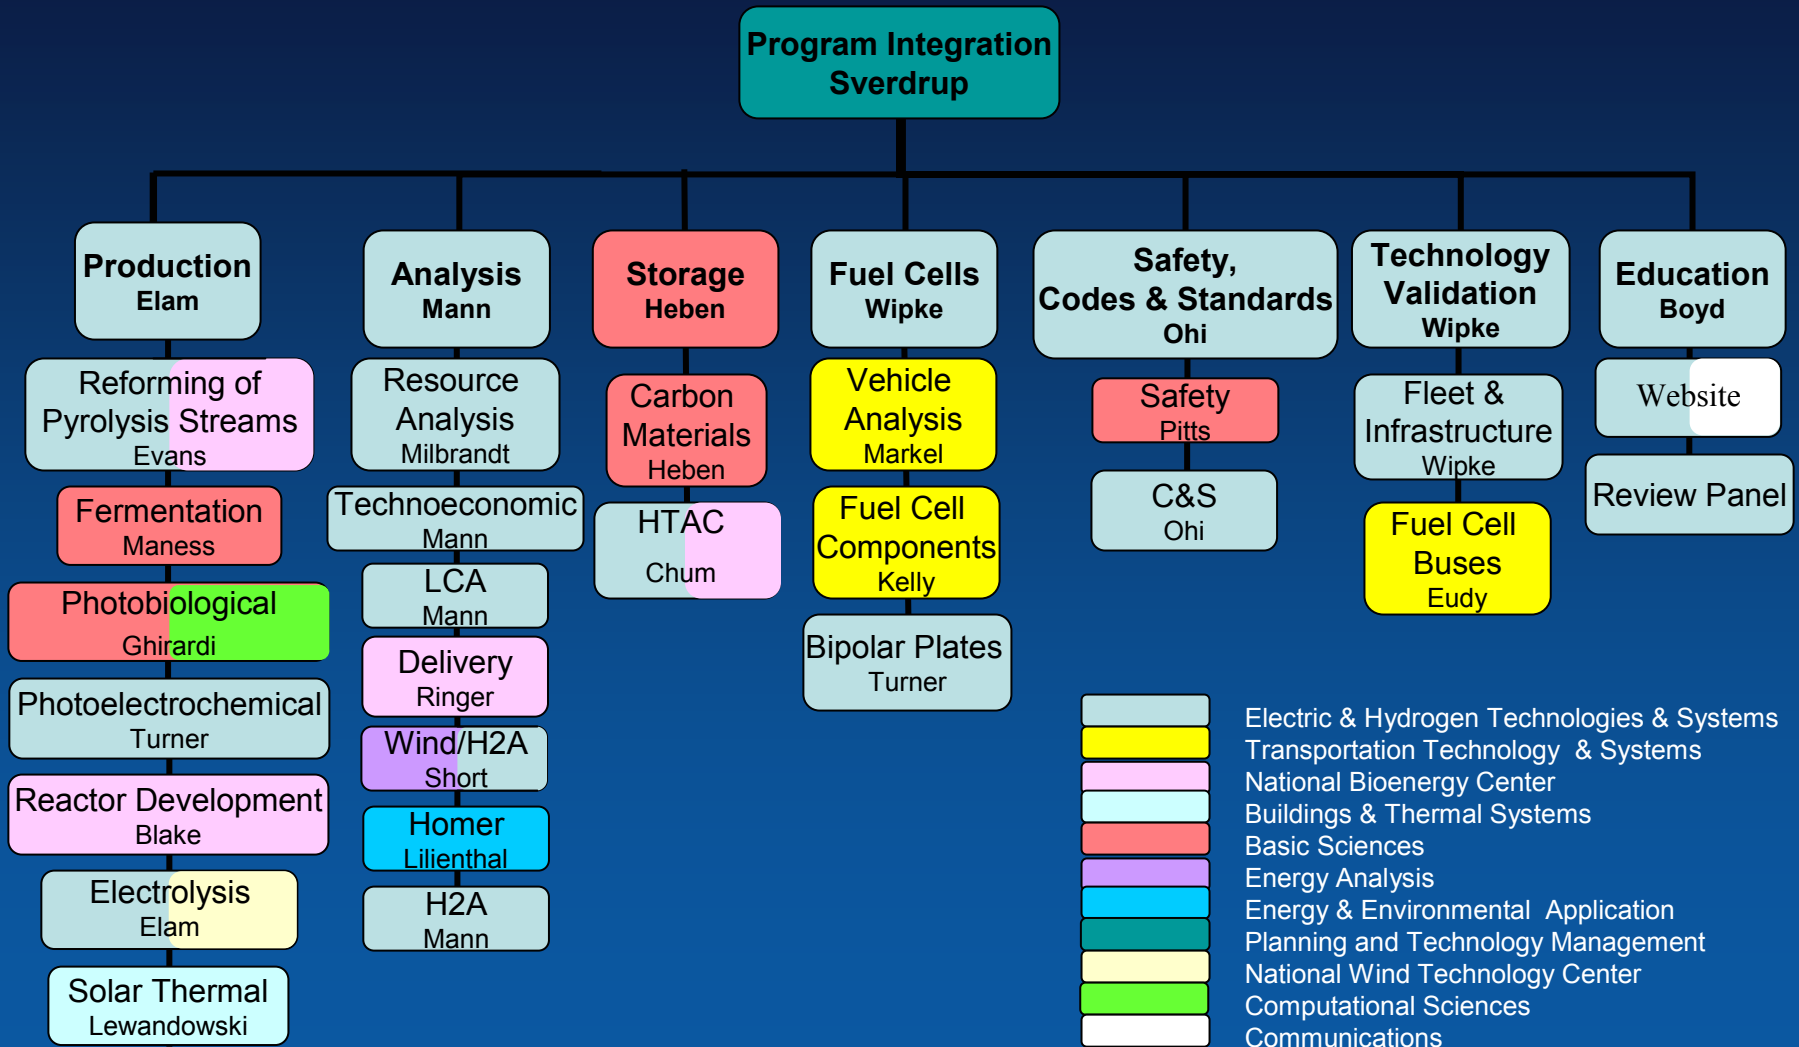 Program Integration
Sverdrup
Production
Elam
Reforming of
Pyrolysis Streams
Evans
Fermentation
Maness
Photobiological
Ghirardi
Photoelectrochemical
Turner
Reactor Development
Blake
Electrolysis
Elam
Solar Thermal
Lewandowski
Analysis
Mann
Resource
Analysis
Milbrandt
Technoeconomic
Mann
LCA
Mann
Delivery
Ringer
Wind/H2A
Short
Homer
Lilienthal
H2A
Mann
Storage
Heben
Carbon
Materials
Heben
HTAC
Chum
Fuel Cells
Wipke
Vehicle
Analysis
Markel
Fuel Cell
Components
Kelly
Bipolar Plates
Turner
Safety,
Codes & Standards
Ohi
Safety
Pitts
C&S
Ohi
Technology
Validation
Wipke
Fleet &
Infrastructure
Wipke
Fuel Cell
Buses
Eudy
Education
Boyd
Website
Review Panel
Electric & Hydrogen Technologies & Systems
Transportation Technology & Systems
National Bioenergy Center
Buildings & Thermal Systems
Basic Sciences
Energy Analysis
Energy & Environmental Application
Planning and Technology Management
National Wind Technology Center
Computational Sciences
Communications